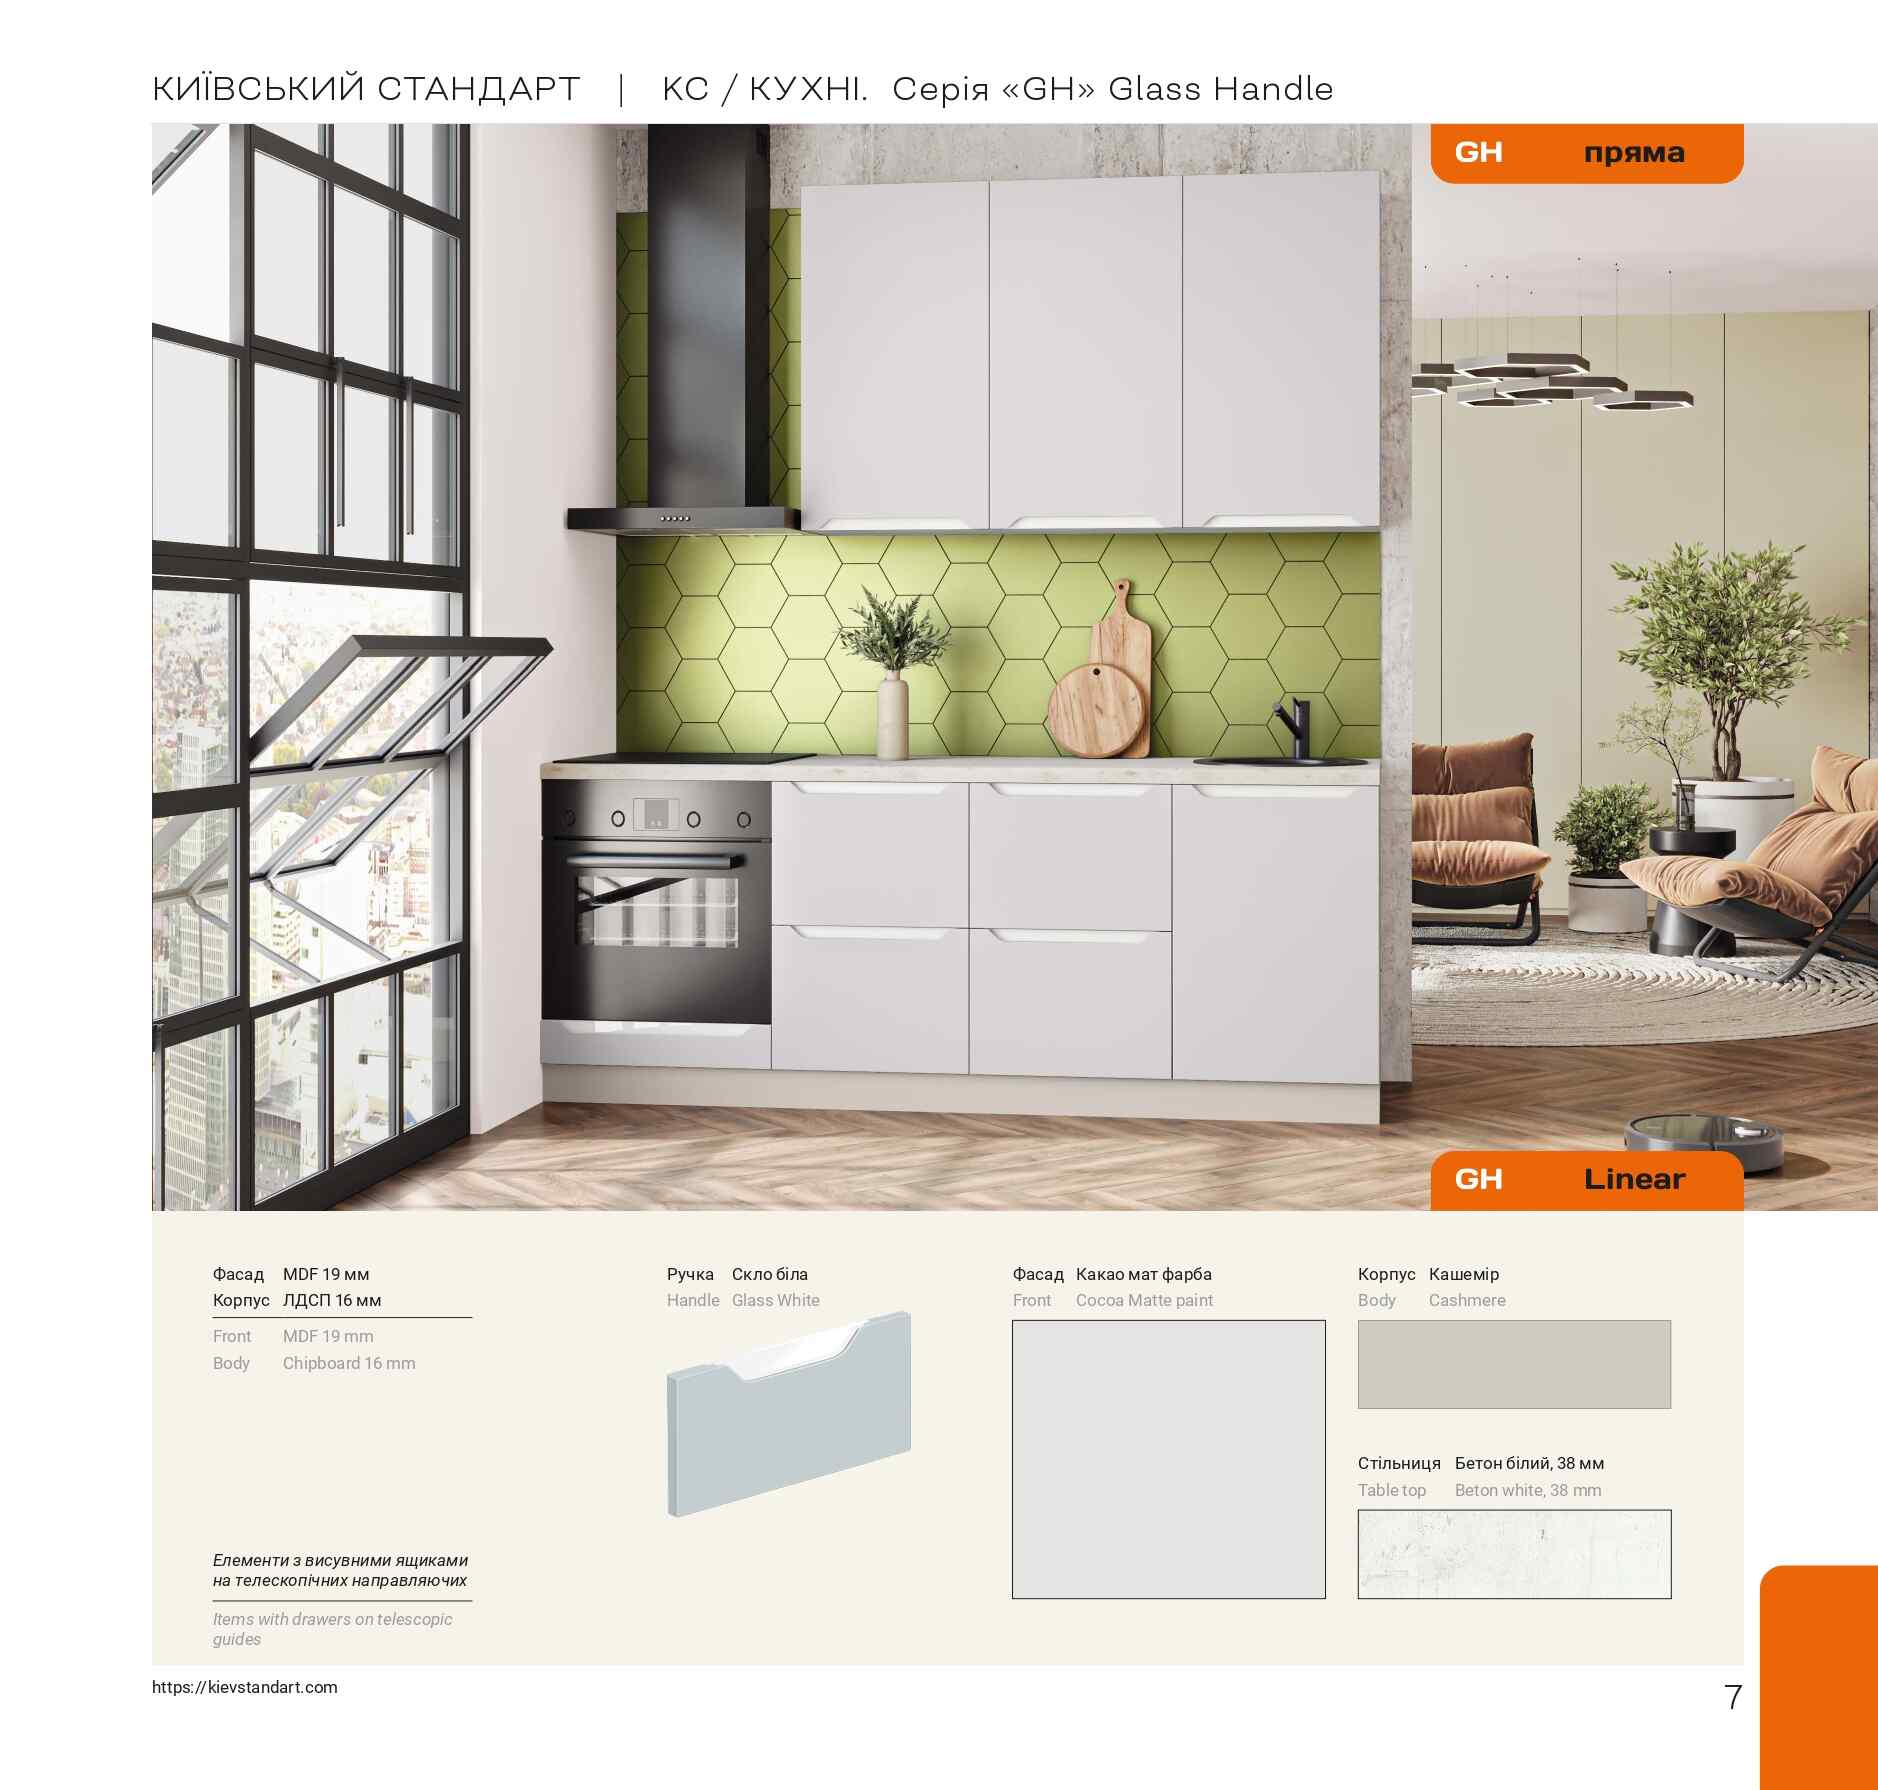 КИЇВСЬКИЙ СТАНДАРТ | КС / КУХНІ. Серія «GH» Glass Handle
GH пряма
GH Linear
Фасад MDF 19 мм
Корпус ЛДСП 16 мм
Front MDF 19 mm
Body Chipboard 16 mm
Елементи з висувними ящиками
на телескопічних направляючих
Items with drawers on telescopic
guides
Ручка Скло біла
Handle Glass White
Фасад Какао мат фарба
Front Cocoa Matte paint
Корпус Кашемір
Body Cashmere
Стільниця Бетон білий, 38 мм
Table top Beton white, 38 mm
https://kievstandart.com
7